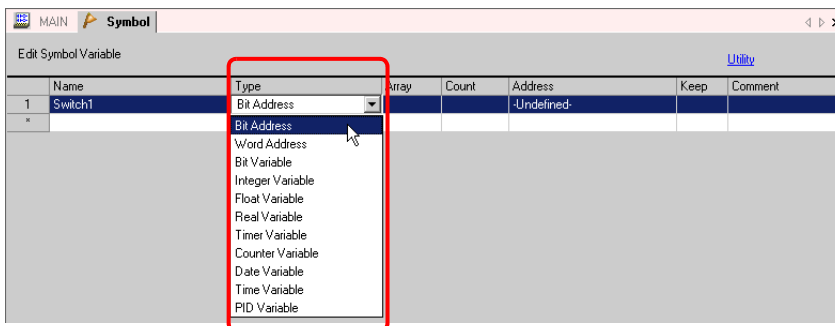 MAIN Symbol
Edit Symbol Variable Utility
Name Type Array Count Address Keep Comment
1 Switch1 Bit Address -Undefined-
*
Bit Address
Word Address
Bit Variable
Integer Variable
Float Variable
Real Variable
Timer Variable
Counter Variable
Date Variable
Time Variable
PID Variable